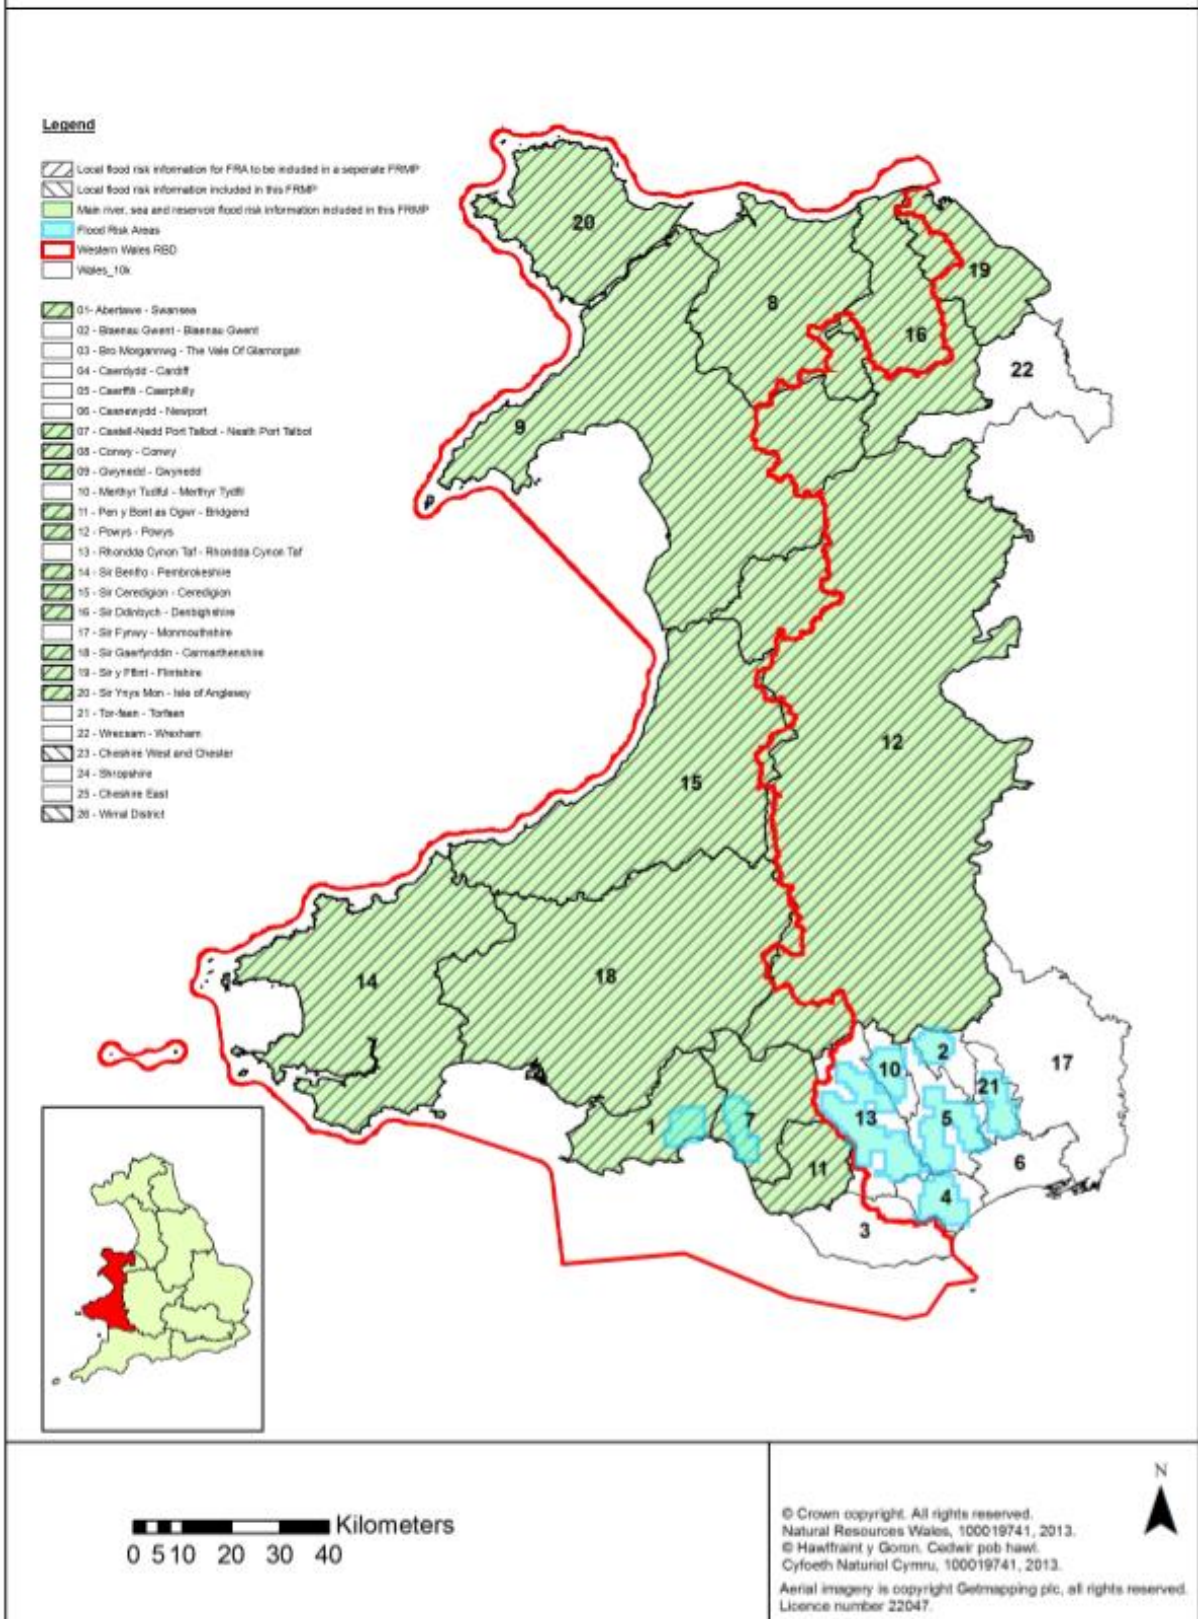 Legend
Local flood risk information for FRA to be included in a seperate FRMP
Local flood risk information included in this FRMP
Main river, sea and reservoir flood risk information included in this FRMP
Flood Risk Areas
Western Wales RBD
Wales_10k
01- Abertawe - Swansea
02 - Blaenau Gwent - Blaenau Gwent
03 - Bro Morgannwg - The Vale Of Glamorgan
04 - Caerdydd - Cardiff
05 - Caerffili - Caerphilly
06 - Casnewydd - Newport
07 - Castell-Nedd Port Talbot - Neath Port Talbot
08 - Conwy - Conwy
09 - Gwynedd - Gwynedd
10 - Merthyr Tudful - Merthyr Tydfil
11 - Pen y Bont as Ogwr - Bridgend
12 - Powys - Powys
13 - Rhondda Cynon Taf - Rhondda Cynon Taf
14 - Sir Benfro - Pembrokeshire
15 - Sir Ceredigion - Ceredigion
16 - Sir Ddinbych - Denbighshire
17 - Sir Fynwy - Monmouthshire
18 - Sir Gaerfyrddin - Carmarthenshire
19 - Sir y Fflint - Flintshire
20 - Sir Ynys Mon - Isle of Anglesey
21 - Tor-faen - Torfaen
22 - Wrecsam - Wrexham
23 - Cheshire West and Chester
24 - Shropshire
25 - Cheshire East
26 - Wirral District
20
19
8
16
22
9
12
15
18
14
17
2
10
21
13
5
1
7
11
6
4
3
Kilometers
0 5 10 20 30 40
N
© Crown copyright. All rights reserved.
Natural Resources Wales, 100019741, 2013.
© Hawlfraint y Goron. Cedwir pob hawl.
Cyfoeth Naturiol Cymru, 100019741, 2013.
Aerial imagery is copyright Getmapping plc, all rights reserved.
Licence number 22047.